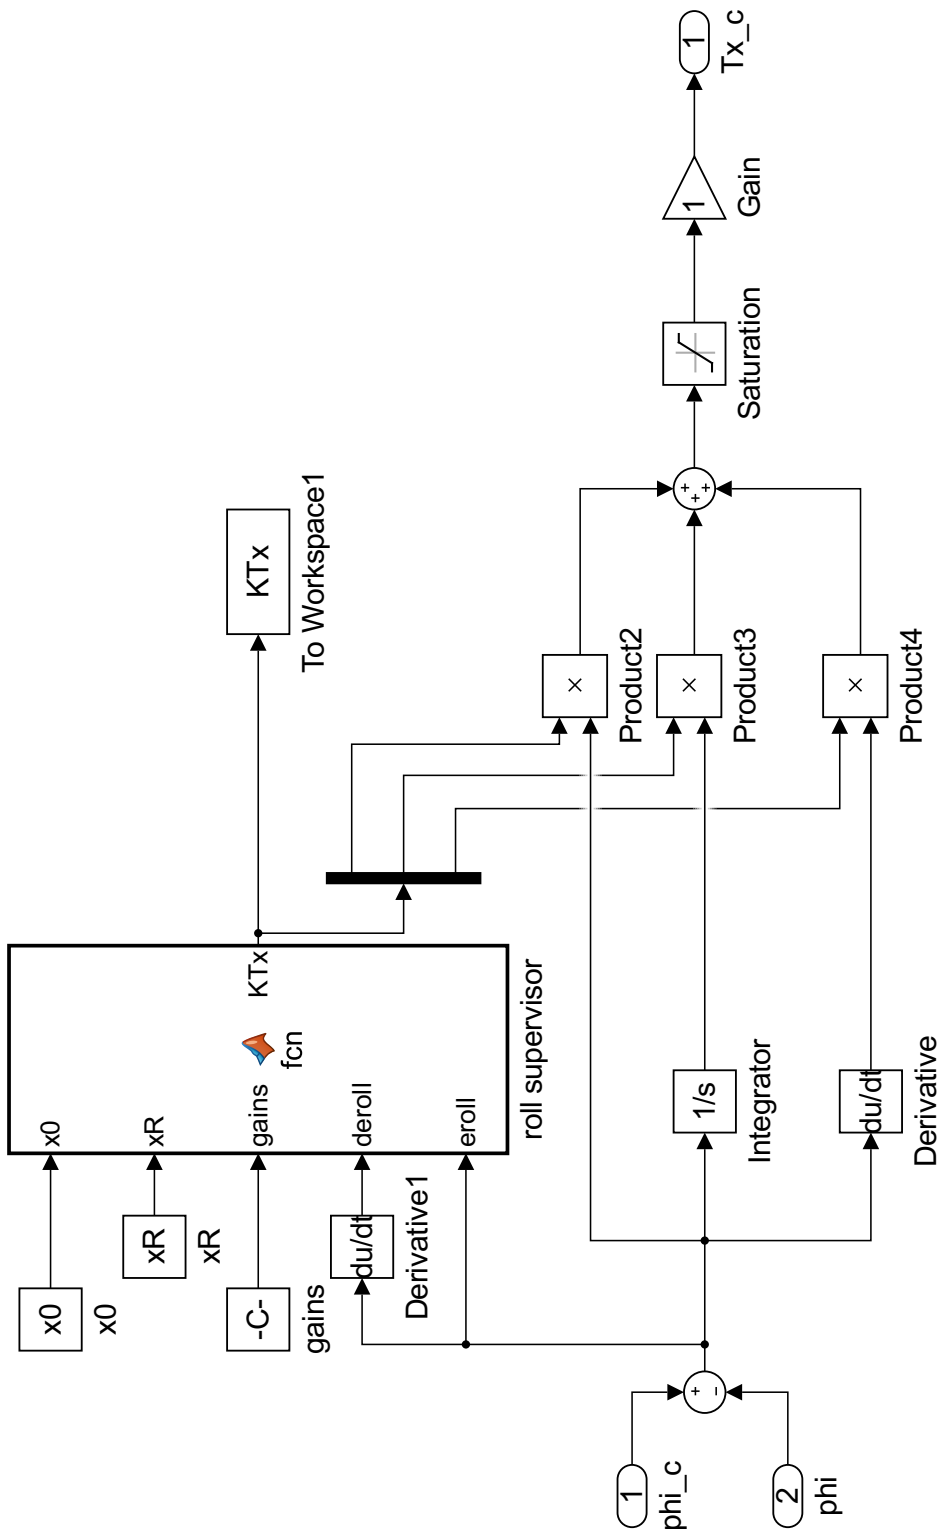 x0
x0
xR
xR
-C-
gains
du/dt
Derivative1
x0
xR
gains
deroll
eroll
fcn
KTx
roll supervisor
KTx
To Workspace1
1
phi_c
2
phi
+
−
1/s
Integrator
du/dt
Derivative
×
Product2
×
Product3
×
Product4
+
+
+
Saturation
1
Gain
1
Tx_c